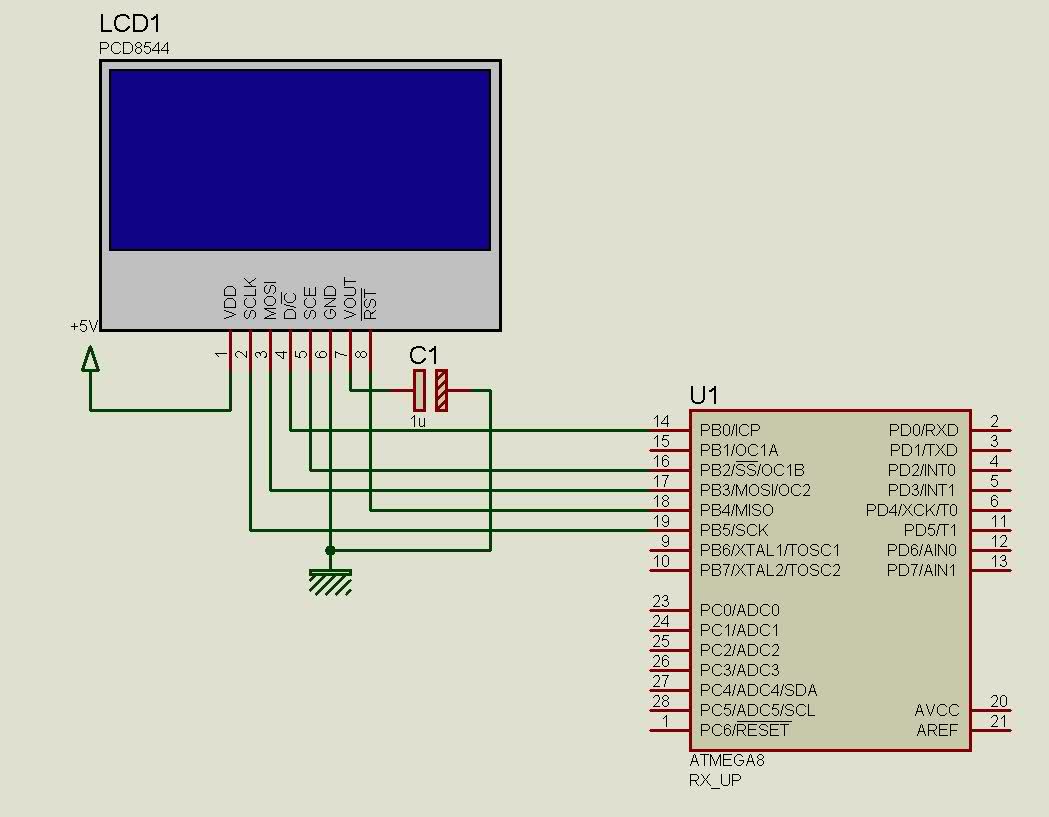 LCD1
PCD8544
VDD
SCLK
MOSI
D/C
SCE
GND
VOUT
RST
+5V
1
2
3
4
5
6
7
8
C1
1u
U1
14
PB0/ICP
PD0/RXD
2
15
PB1/OC1A
PD1/TXD
3
16
PB2/SS/OC1B
PD2/INT0
4
17
PB3/MOSI/OC2
PD3/INT1
5
18
PB4/MISO
PD4/XCK/T0
6
19
PB5/SCK
PD5/T1
11
9
PB6/XTAL1/TOSC1
PD6/AIN0
12
10
PB7/XTAL2/TOSC2
PD7/AIN1
13
23
PC0/ADC0
24
PC1/ADC1
25
PC2/ADC2
26
PC3/ADC3
27
PC4/ADC4/SDA
28
PC5/ADC5/SCL
AVCC
20
1
PC6/RESET
AREF
21
ATMEGA8
RX_UP